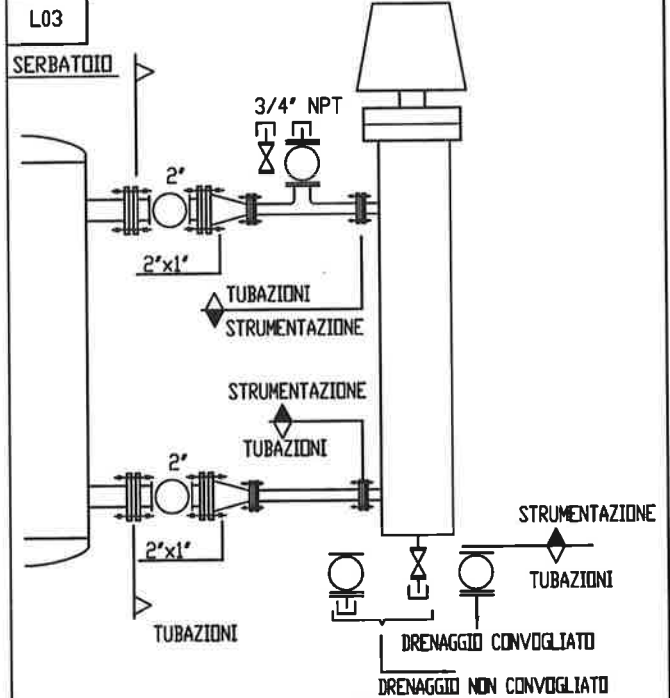 L03
SERBATOIO
3/4" NPT
2"
2"x1"
TUBAZIONI
STRUMENTAZIONE
STRUMENTAZIONE
TUBAZIONI
2"
2"x1"
TUBAZIONI
STRUMENTAZIONE
TUBAZIONI
DRENAGGIO CONVOGLIATO
DRENAGGIO NON CONVOGLIATO